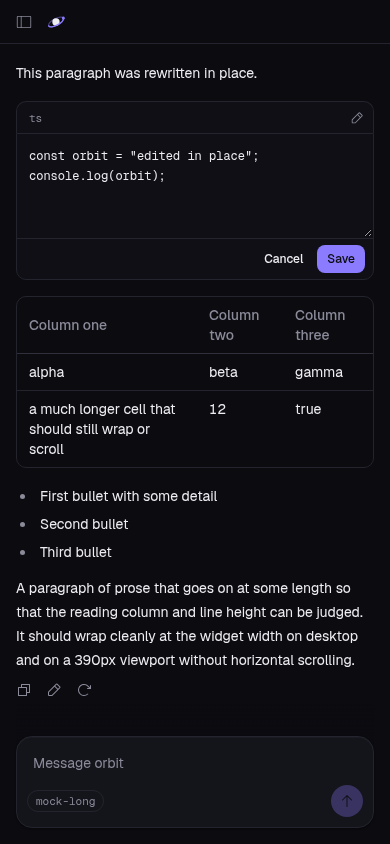 This paragraph was rewritten in place.
ts
const orbit = "edited in place";
console.log(orbit);
Cancel Save
Column one Column two Column three
alpha beta gamma
a much longer cell that should still wrap or scroll 12 true
First bullet with some detail
Second bullet
Third bullet
A paragraph of prose that goes on at some length so
that the reading column and line height can be judged.
It should wrap cleanly at the widget width on desktop
and on a 390px viewport without horizontal scrolling.
Message orbit
mock-long